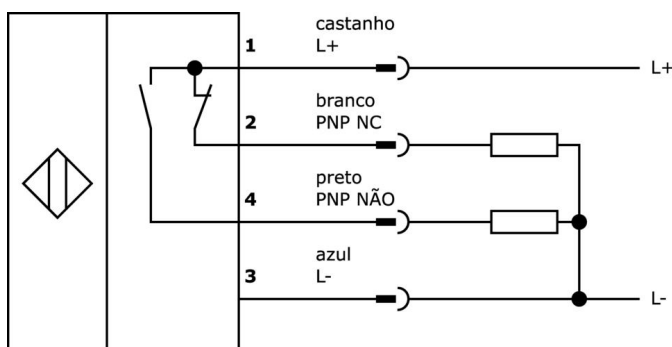 castanho
1 L+
L+
branco
2 PNP NC
preto
4 PNP NÃO
azul
3 L-
L-